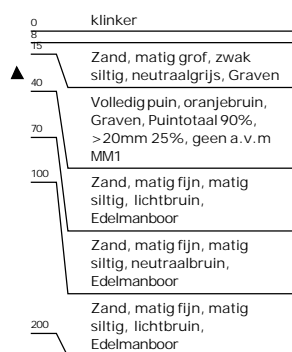 0
klinker
8
15
Zand, matig grof, zwak
siltig, neutraalgrijs, Graven
40
Volledig puin, oranjebruin,
Graven, Puintotaal 90%,
>20mm 25%, geen a.v.m
MM1
70
Zand, matig fijn, matig
siltig, lichtbruin,
Edelmanboor
100
Zand, matig fijn, matig
siltig, neutraalbruin,
Edelmanboor
Zand, matig fijn, matig
siltig, lichtbruin,
Edelmanboor
200